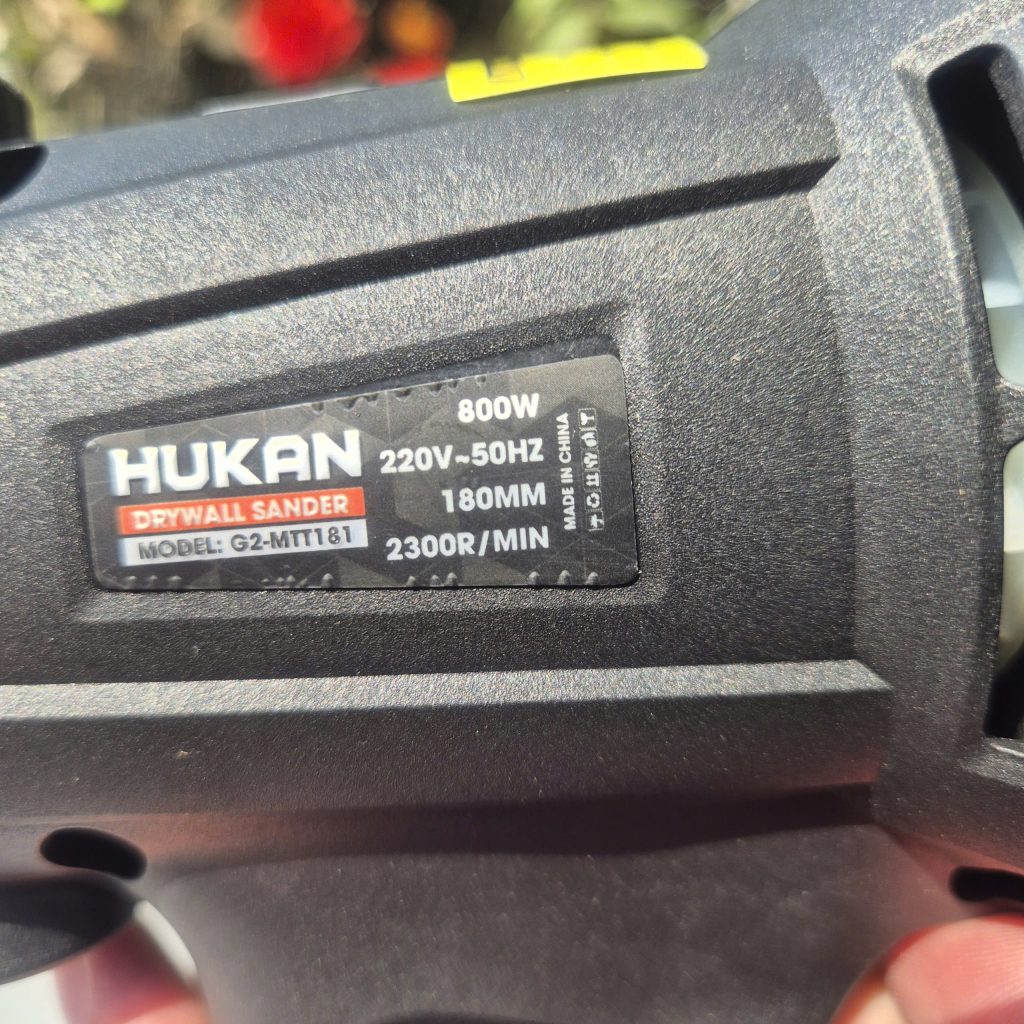 HUKAN
DRYWALL SANDER
MODEL: G2-MTT181
800W
220V~50HZ
180MM
2300R/MIN
MADE IN CHINA